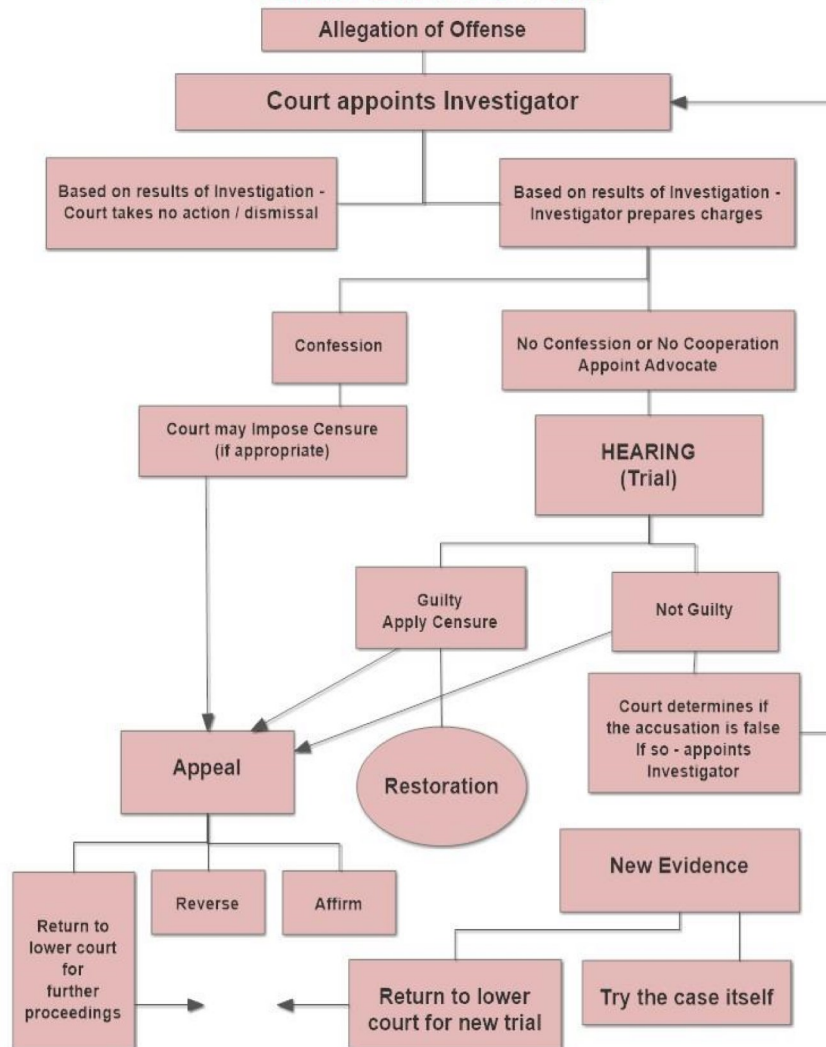 Allegation of Offense
Court appoints Investigator
Based on results of Investigation -
Court takes no action / dismissal
Based on results of Investigation -
Investigator prepares charges
Confession
No Confession or No Cooperation
Appoint Advocate
Court may Impose Censure
(if appropriate)
HEARING
(Trial)
Guilty
Apply Censure
Not Guilty
Court determines if
the accusation is false
If so - appoints
Investigator
Appeal
Restoration
New Evidence
Return to
lower court
for
further
proceedings
Reverse
Affirm
Return to lower
court for new trial
Try the case itself